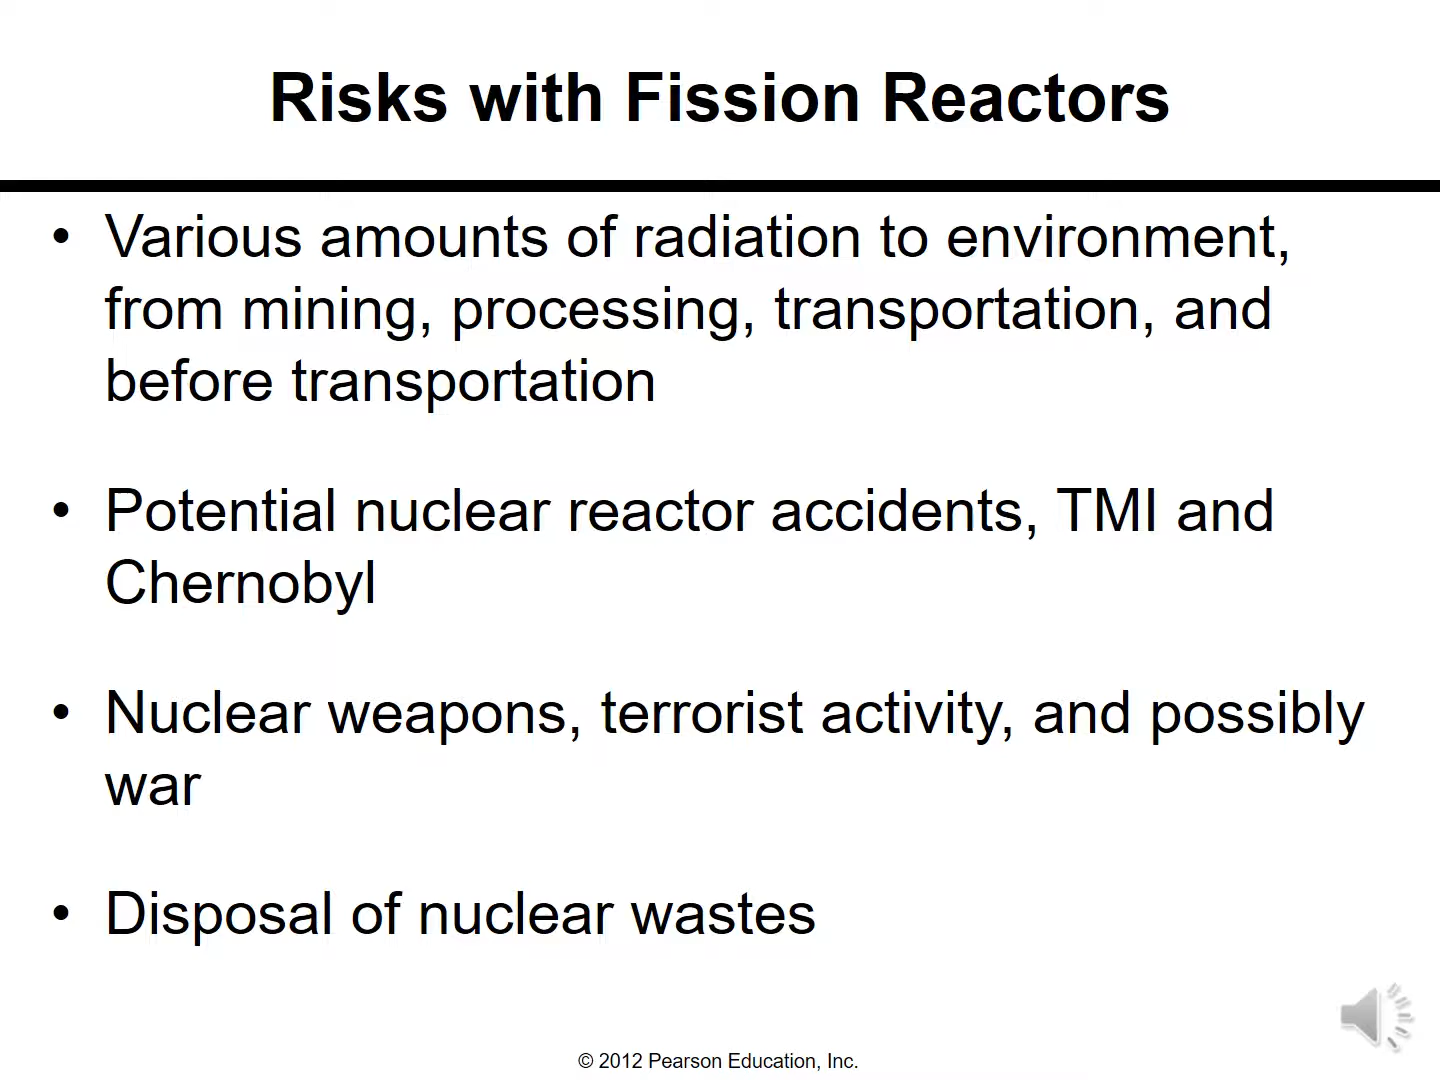 Risks with Fission Reactors
• Various amounts of radiation to environment,
from mining, processing, transportation, and
before transportation
• Potential nuclear reactor accidents, TMI and
Chernobyl
• Nuclear weapons, terrorist activity, and possibly
war
• Disposal of nuclear wastes
© 2012 Pearson Education, Inc.